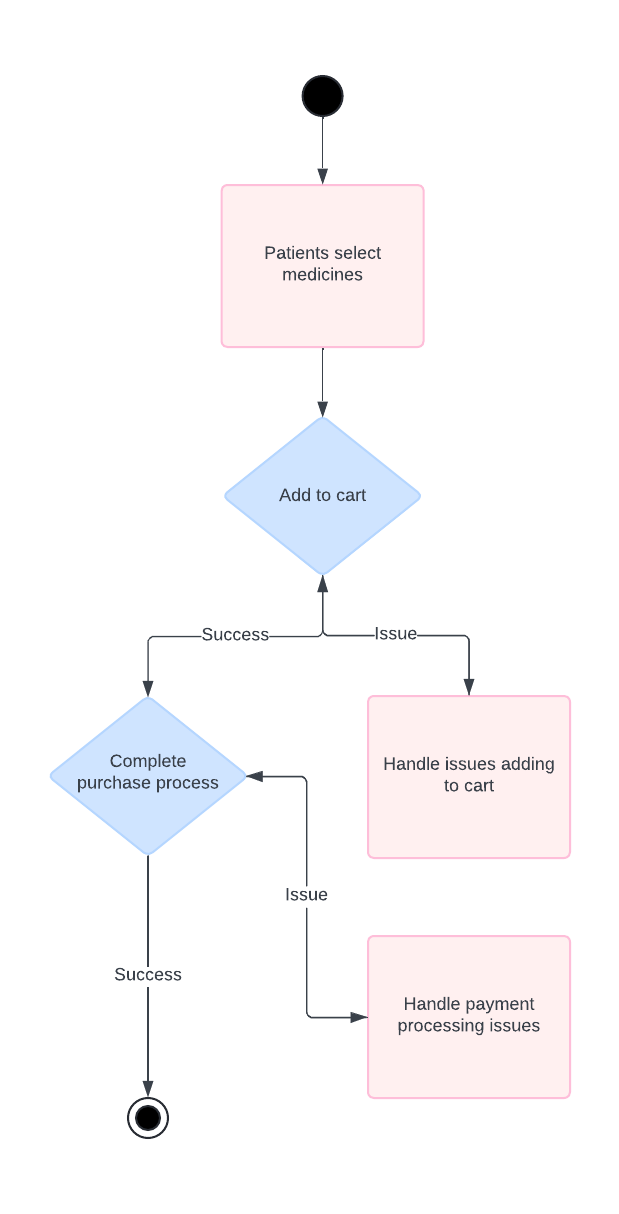 Patients select
medicines
Add to cart
Success
Issue
Complete
purchase process
Handle issues adding
to cart
Issue
Success
Handle payment
processing issues